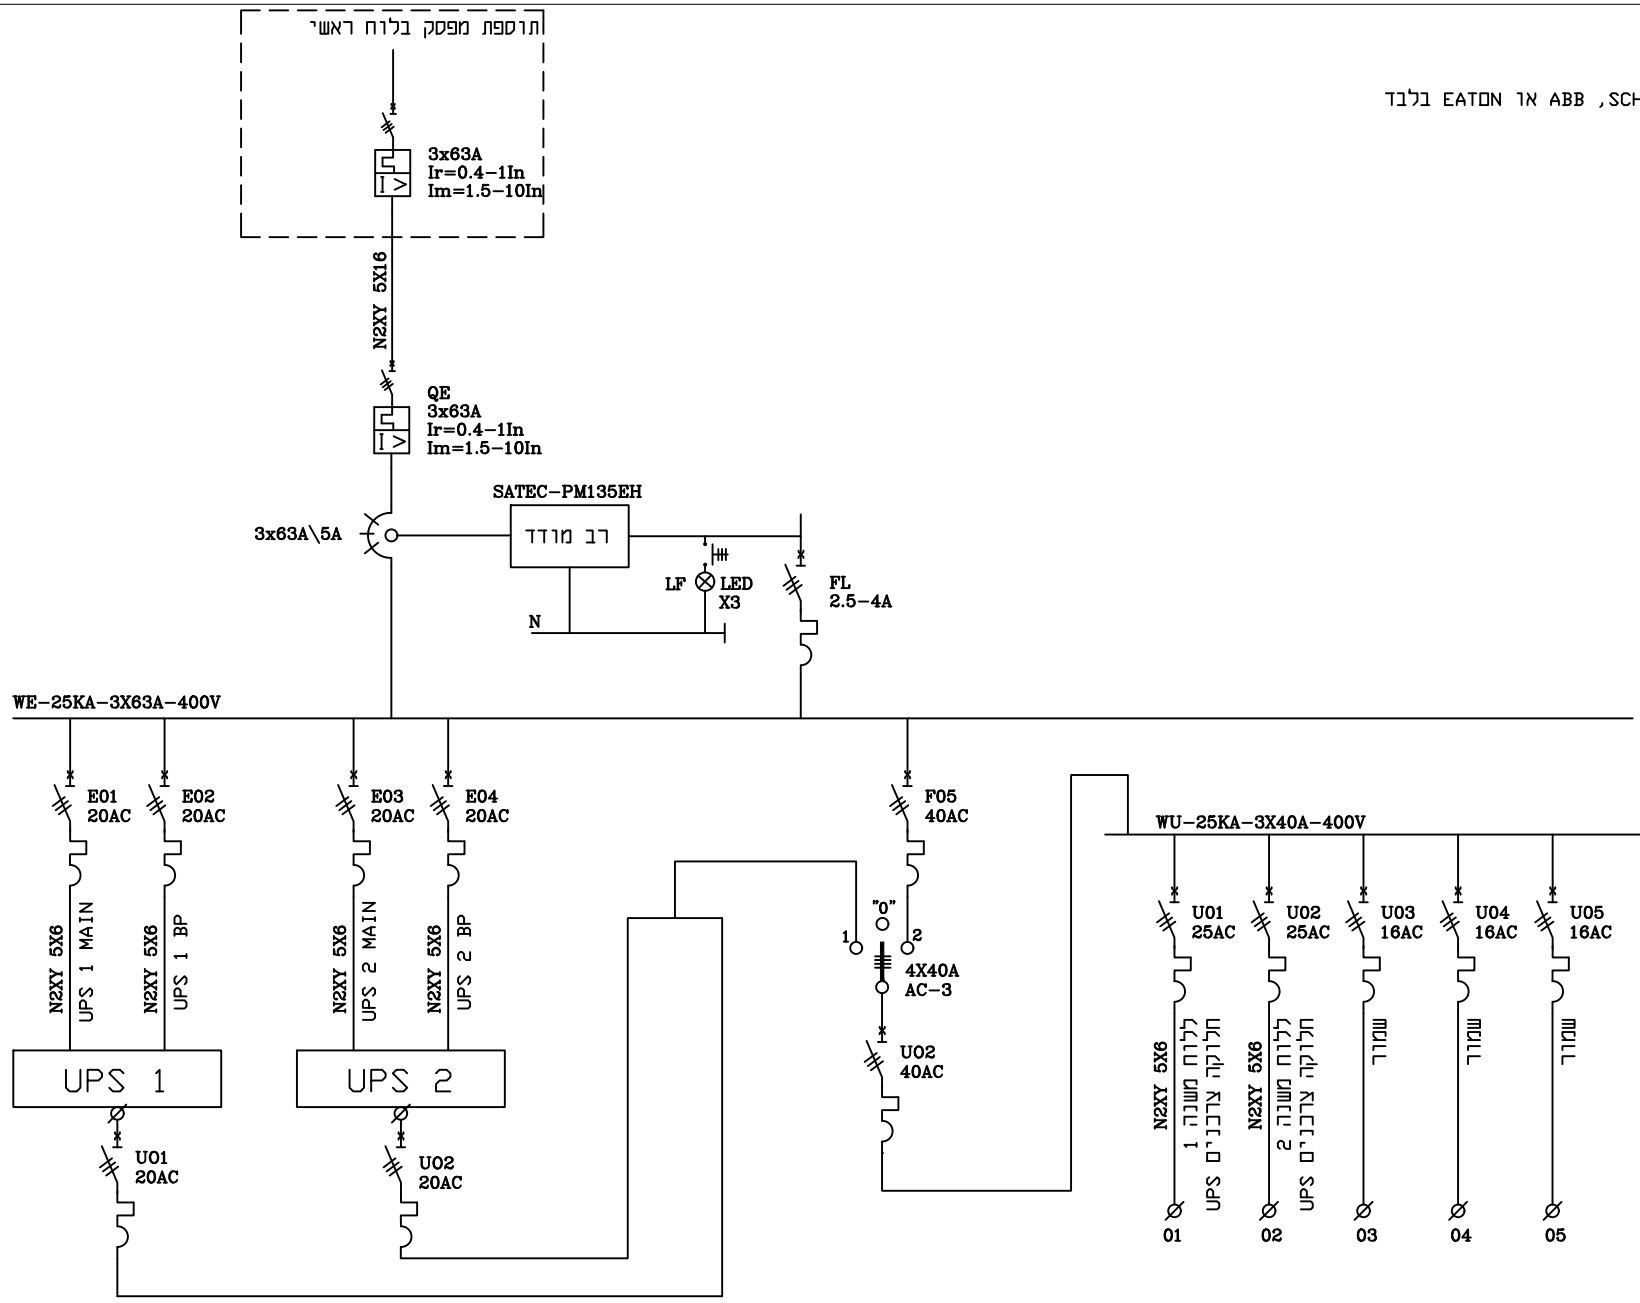 תוספת מפסק בלוח ראשי
בלבד EATON או ABB ,SCH
3x63A
Ir=0.4-1In
Im=1.5-10In
N2XY 5X16
QE
3x63A
Ir=0.4-1In
Im=1.5-10In
SATEC-PM135EH
3x63A\5A
רב מודד
LF
LED
X3
FL
2.5-4A
N
WE-25KA-3X63A-400V
E01
20AC
E02
20AC
E03
20AC
E04
20AC
F05
40AC
WU-25KA-3X40A-400V
N2XY 5X6
UPS 1 MAIN
N2XY 5X6
UPS 1 BP
N2XY 5X6
UPS 2 MAIN
N2XY 5X6
UPS 2 BP
"0"
1
2
4X40A
AC-3
U01
25AC
U02
25AC
U03
16AC
U04
16AC
U05
16AC
UPS 1
UPS 2
U02
40AC
N2XY 5X6
ללוח משנה 1
חלוקה צרכנים UPS
N2XY 5X6
ללוח משנה 2
חלוקה צרכנים UPS
שמור
שמור
שמור
U01
20AC
U02
20AC
01
02
03
04
05